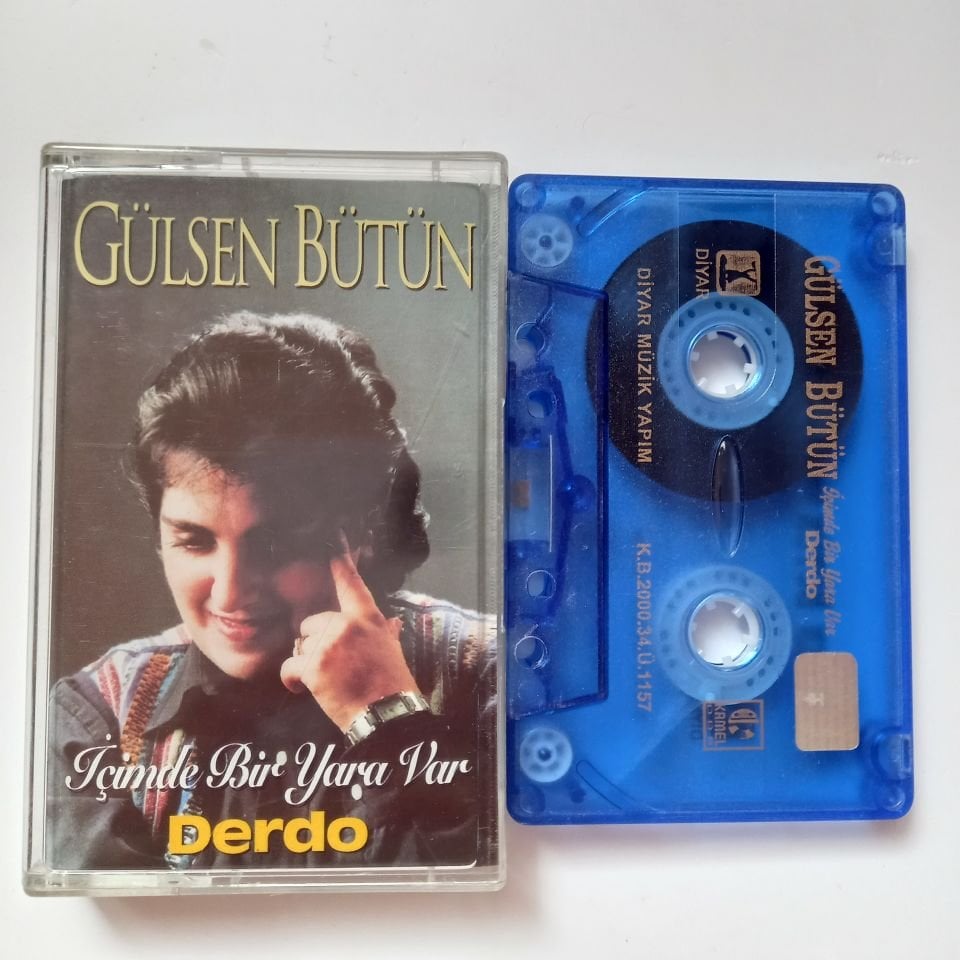 GÜLSEN BÜTÜN
İçimde Bir Yara Var
Derdo
GÜLSEN BÜTÜN
İçimde Bir Yara Var
Derdo
DİYAR
DİYAR MÜZİK YAPIM
K.B.2000.34.Ü.1157
KAMEL